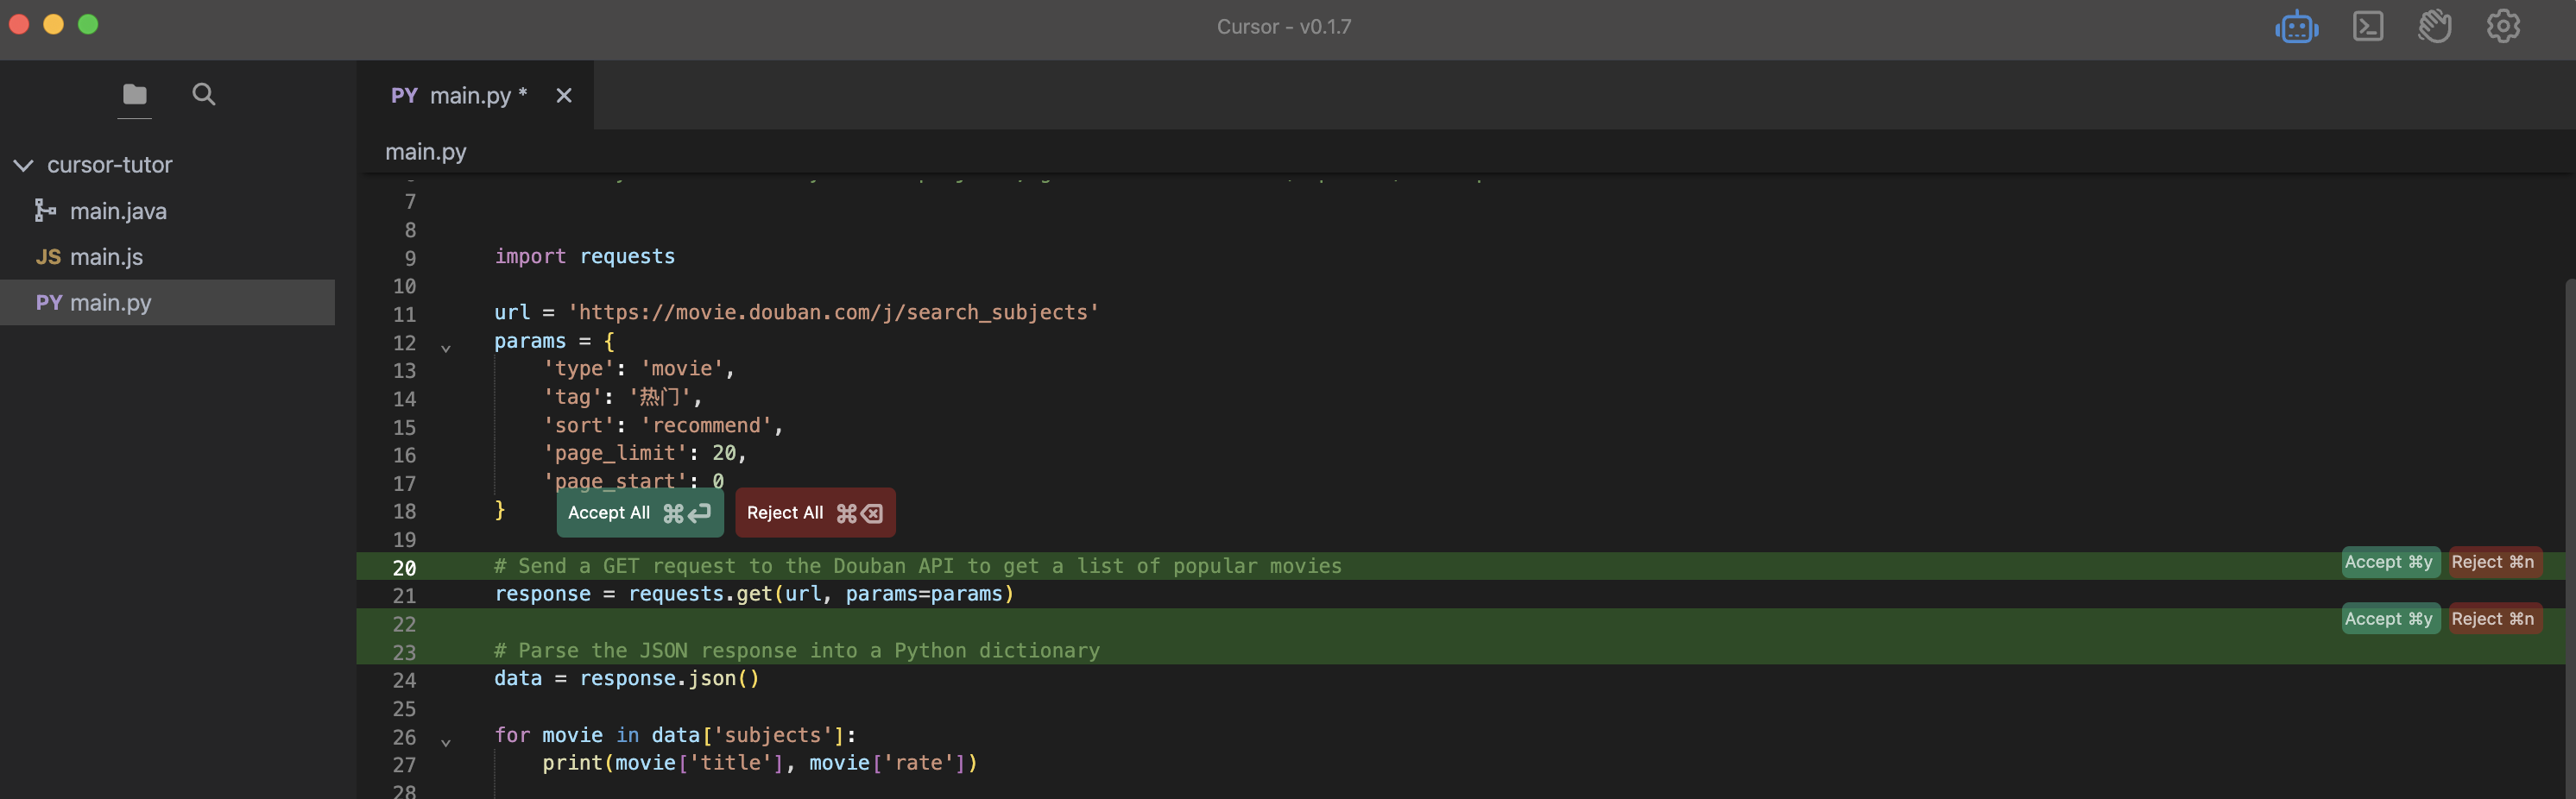 Cursor - v0.1.7
PY main.py * ×
main.py
cursor-tutor
main.java
JS main.js
PY main.py
7
8
9 import requests
10
11 url = 'https://movie.douban.com/j/search_subjects'
12 params = {
13 'type': 'movie',
14 'tag': '热门',
15 'sort': 'recommend',
16 'page_limit': 20,
17 'page_start': 0
18 }
Accept All ⌘⏎ Reject All ⌘⌫
19
20 # Send a GET request to the Douban API to get a list of popular movies
Accept ⌘y Reject ⌘n
21 response = requests.get(url, params=params)
22
Accept ⌘y Reject ⌘n
23 # Parse the JSON response into a Python dictionary
24 data = response.json()
25
26 for movie in data['subjects']:
27 print(movie['title'], movie['rate'])
28